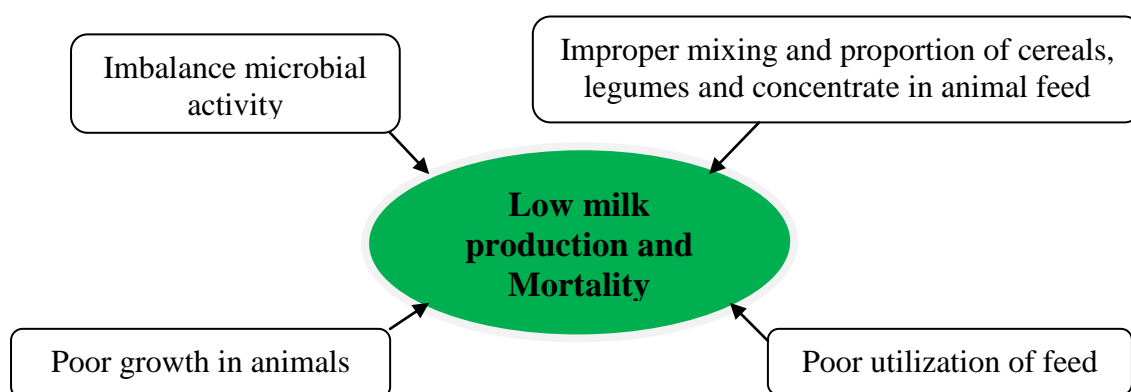 Imbalance microbial
activity
Improper mixing and proportion of cereals,
legumes and concentrate in animal feed
Low milk
production and
Mortality
Poor growth in animals
Poor utilization of feed